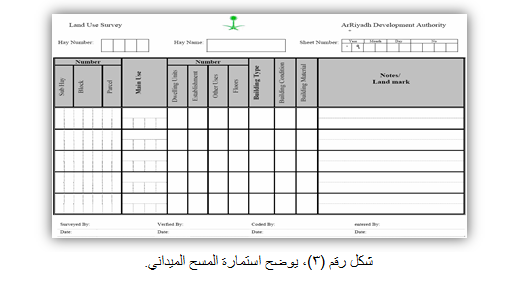 Land Use Survey
ArRiyadh Development Authority
Hay Number:
Hay Name:
Sheet Number:
Year Month Day No
٠ ٩
Number
Number
Sub Hay
Block
Parcel
Main Use
Dwelling Units
Establishment
Other Uses
Floors
Building Type
Building Condition
Building Material
Notes/
Land mark
Surveyed By: Verified By: Coded By: entered By:
Date: Date: Date: Date:
شكل رقم (٣)، يوضح استمارة المسح الميداني.